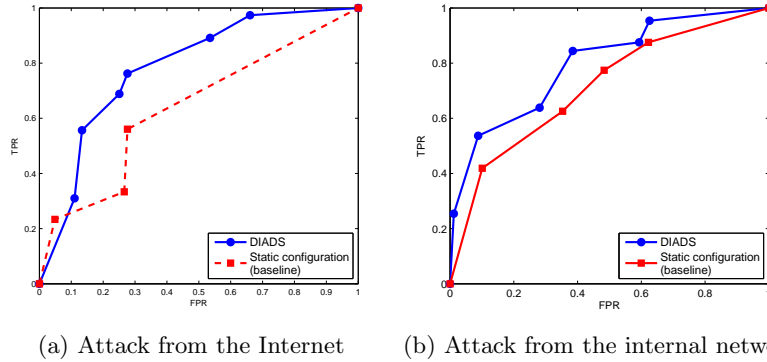 1
0.8
0.6
0.4
0.2
0
TPR
0 0.1 0.2 0.3 0.4 0.5 0.6 0.7 0.8 0.9 1
FPR
DIADS
Static configuration
(baseline)
(a) Attack from the Internet
1
0.8
0.6
0.4
0.2
0
TPR
0 0.2 0.4 0.6 0.8
FPR
DIADS
Static configuration
(baseline)
(b) Attack from the internal netw